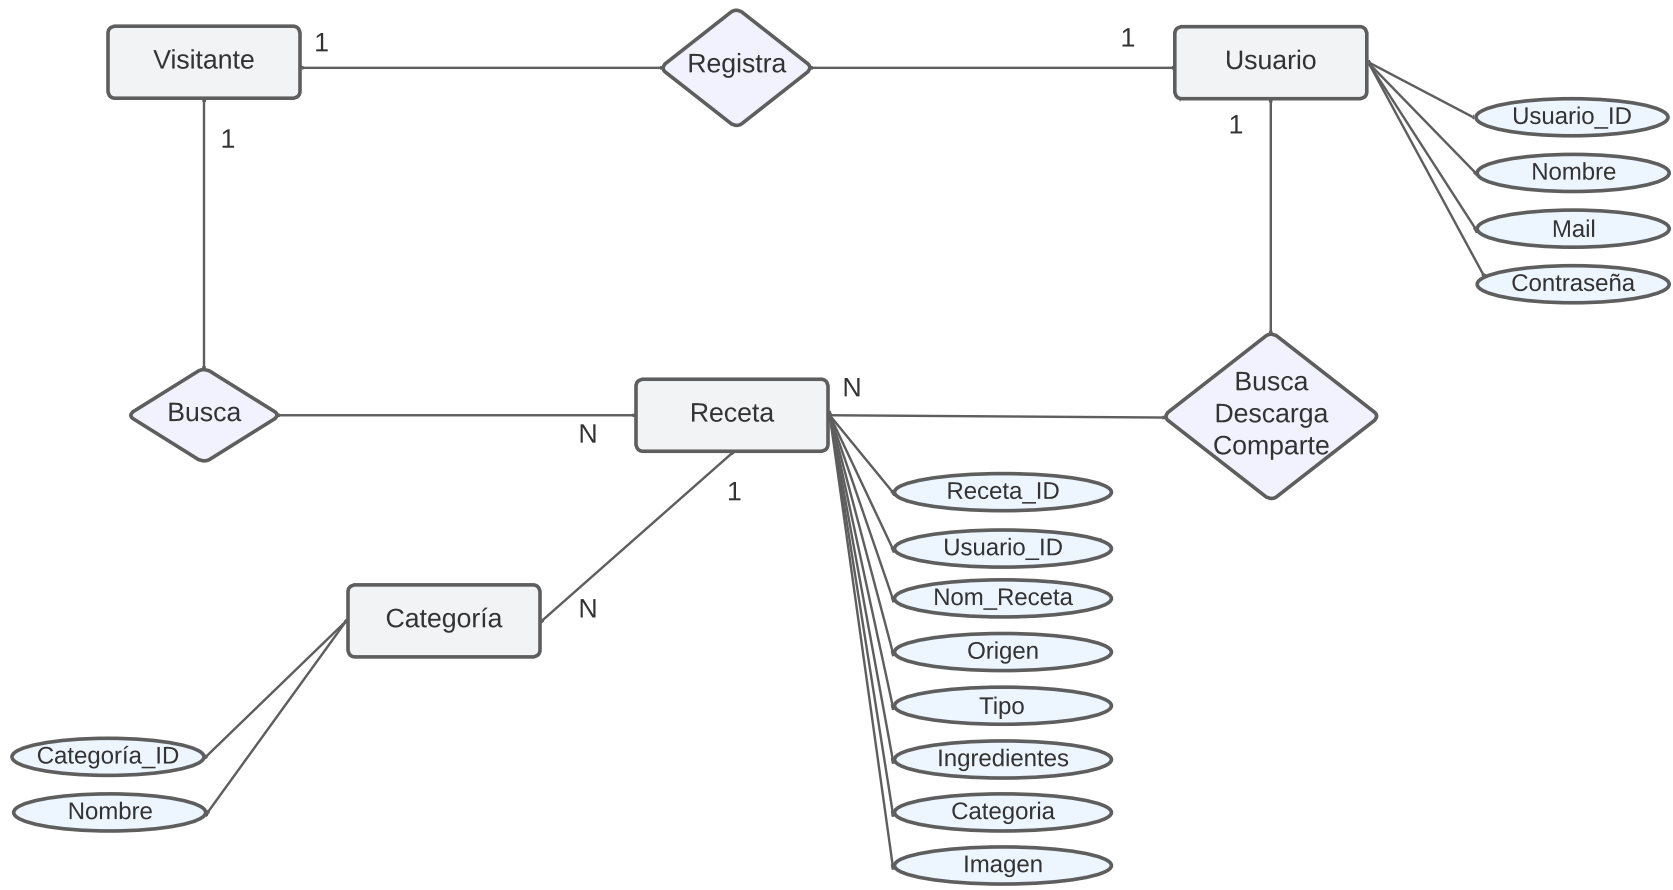 Visitante
1
Registra
1
Usuario
1
1
Usuario_ID
Nombre
Mail
Contraseña
Busca
N
Receta
N
Busca
Descarga
Comparte
1
Receta_ID
Usuario_ID
Nom_Receta
Origen
Tipo
Ingredientes
Categoria
Imagen
Categoría
N
Categoría_ID
Nombre